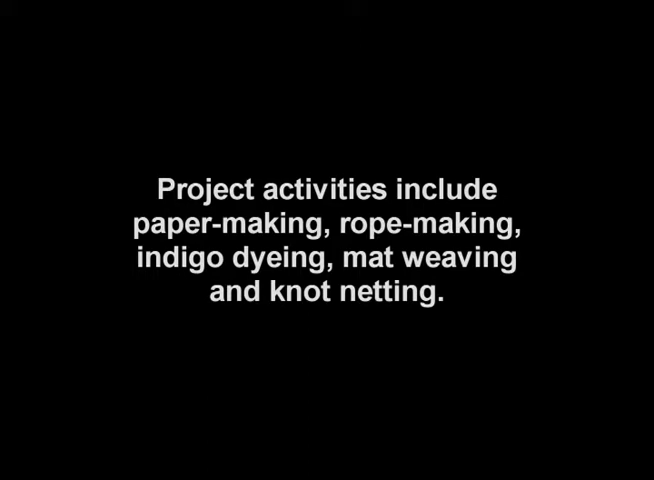 Project activities include
paper-making, rope-making,
indigo dyeing, mat weaving
and knot netting.